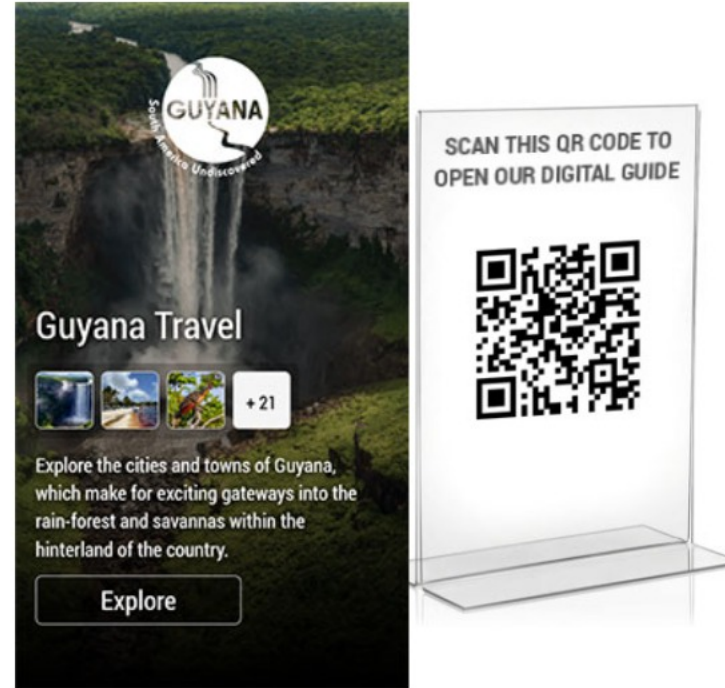 GUYANA
South America Undiscovered
Guyana Travel
+ 21
Explore the cities and towns of Guyana,
which make for exciting gateways into the
rain-forest and savannas within the
hinterland of the country.
Explore
SCAN THIS QR CODE TO
OPEN OUR DIGITAL GUIDE